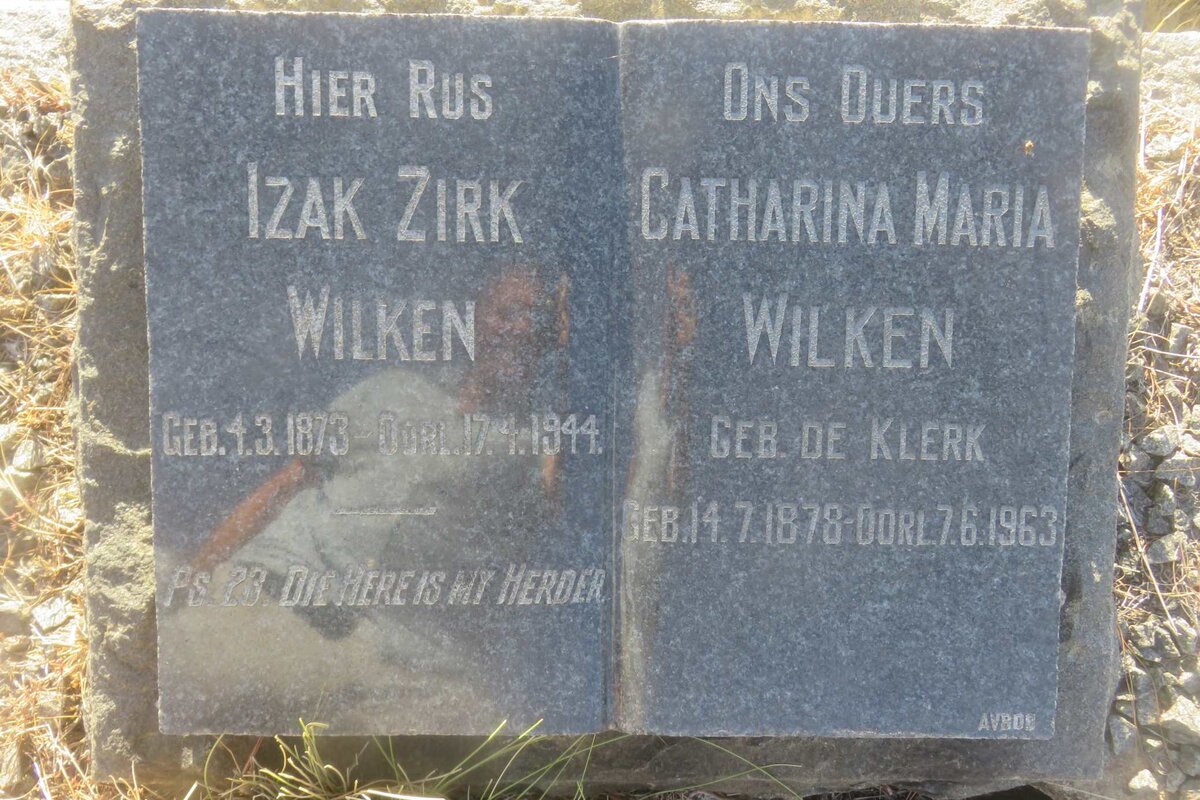 HIER RUS
IZAK ZIRK
WILKEN
GEB. 4.3.1873 - OORL. 17.4.1944.
PS. 23 DIE HERE IS MY HERDER.
ONS OUERS
CATHARINA MARIA
WILKEN
GEB. DE KLERK
GEB. 14.7.1878 - OORL. 7.6.1963
AVBOB